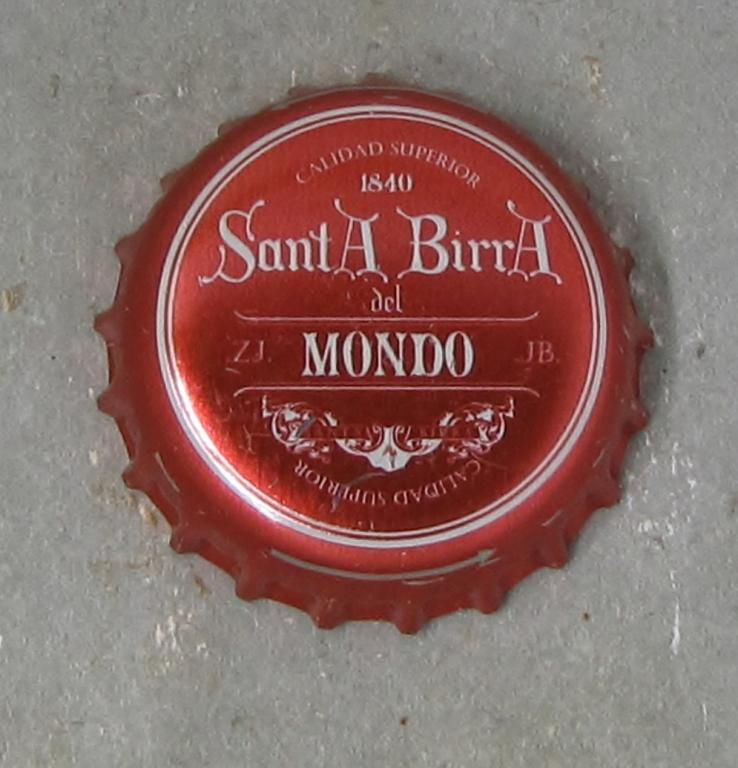 CALIDAD SUPERIOR
1840
SantA BirrA
del
ZJ. MONDO JB.
CALIDAD SUPERIOR